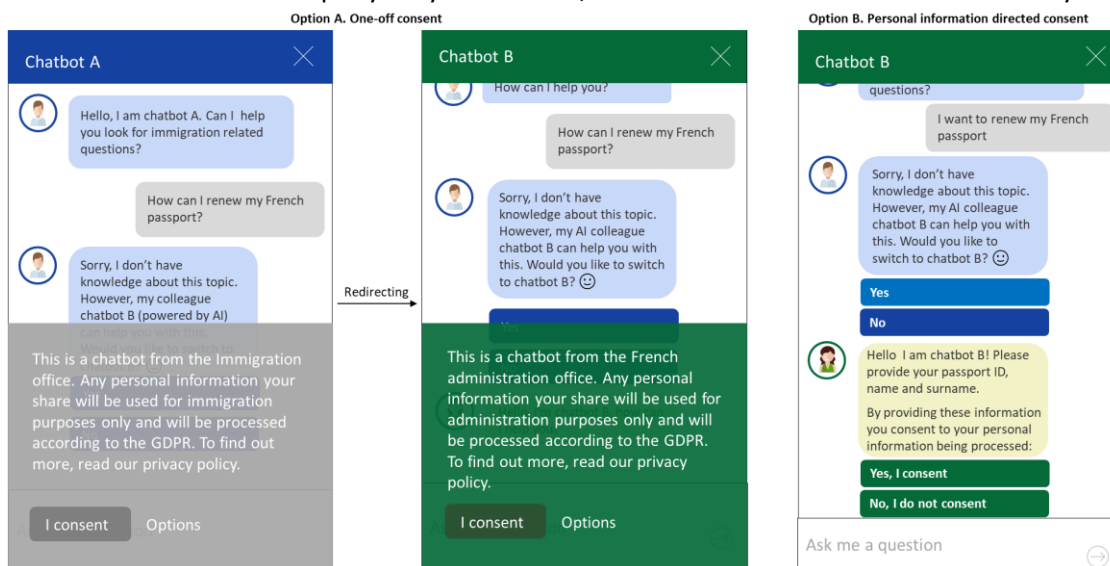 Option A. One-off consent
Chatbot A
Hello, I am chatbot A. Can I help
you look for immigration related
questions?
How can I renew my French
passport?
Sorry, I don't have
knowledge about this topic.
However, my colleague
chatbot B (powered by AI)
can help you with this.
Would you like to switch to
This is a chatbot from the Immigration
office. Any personal information your
share will be used for immigration
purposes only and will be processed
according to the GDPR. To find out
more, read our privacy policy.
I consent
Options
Redirecting
Chatbot B
How can I help you?
How can I renew my French
passport?
Sorry, I don't have
knowledge about this topic.
However, my AI colleague
chatbot B can help you with
this. Would you like to switch
to chatbot B?
Yes
This is a chatbot from the French
administration office. Any personal
information your share will be used for
administration purposes only and will
be processed according to the GDPR.
To find out more, read our privacy
policy.
I consent
Options
Option B. Personal information directed consent
Chatbot B
questions?
I want to renew my French
passport
Sorry, I don't have
knowledge about this topic.
However, my AI colleague
chatbot B can help you with
this. Would you like to
switch to chatbot B?
Yes
No
Hello I am chatbot B! Please
provide your passport ID,
name and surname.
By providing these information
you consent to your personal
information being processed:
Yes, I consent
No, I do not consent
Ask me a question